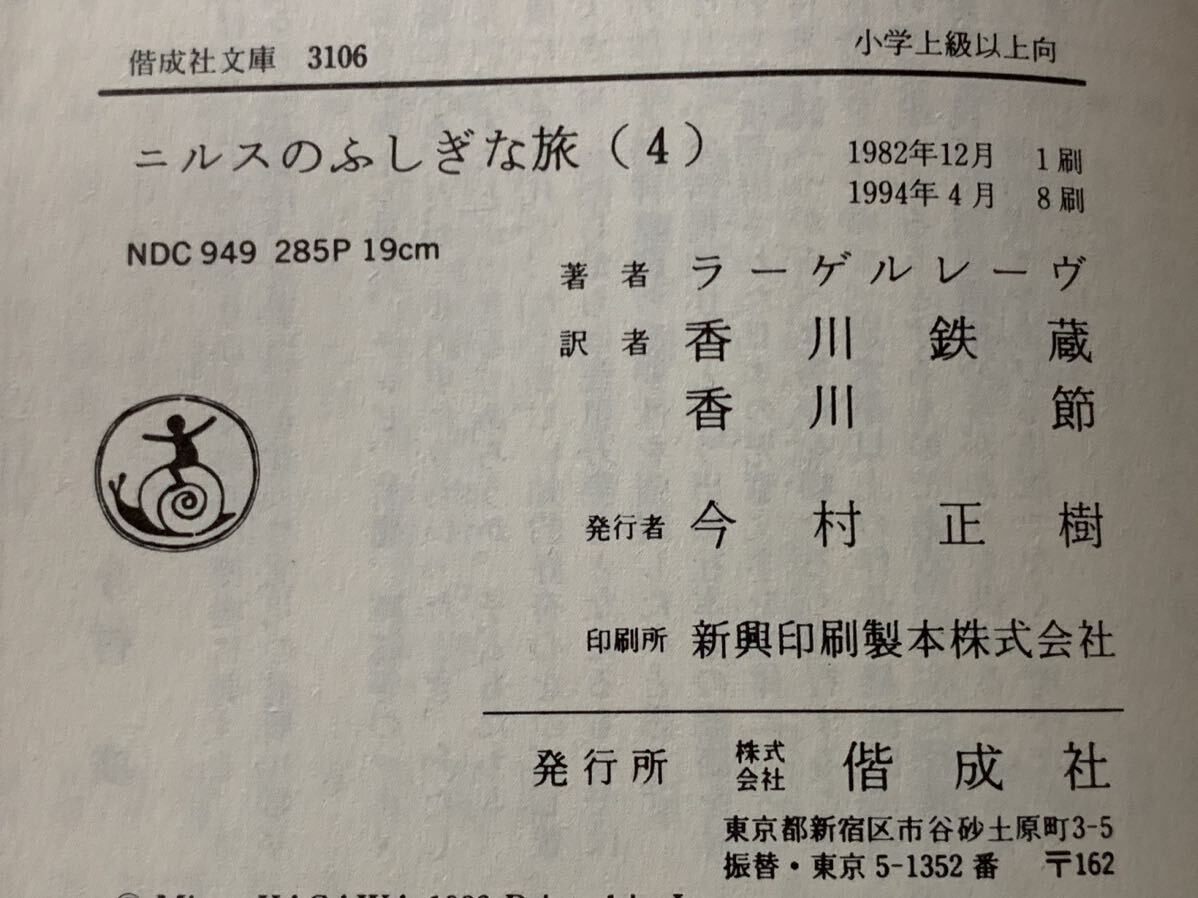 偕成社文庫 3106 小学上級以上向
ニルスのふしぎな旅(4)
1982年12月 1刷
1994年4月 8刷
NDC 949 285P 19cm
著者 ラーゲルレーヴ
訳者 香川鉄蔵
香川節
発行者 今村正樹
印刷所 新興印刷製本株式会社
発行所 株式会社 偕成社
東京都新宿区市谷砂土原町3-5
振替・東京5-1352番 〒162